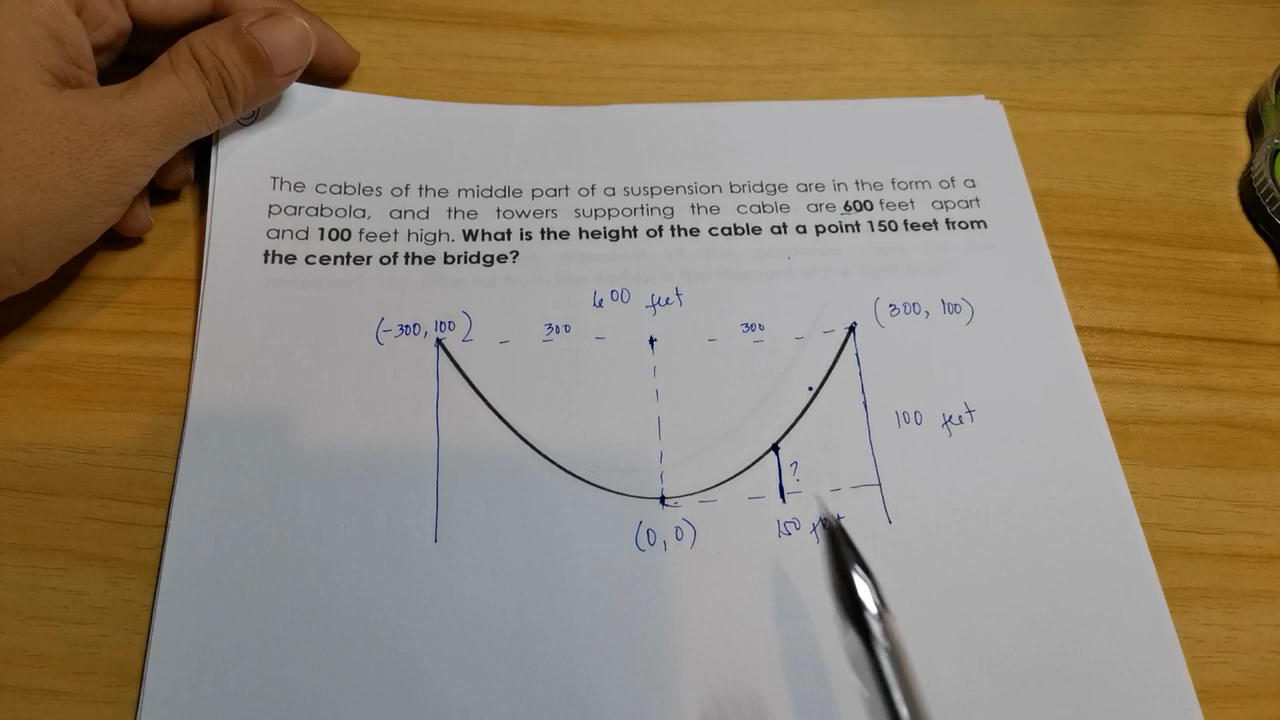 The cables of the middle part of a suspension bridge are in the form of a
parabola, and the towers supporting the cable are 600 feet apart
and 100 feet high. What is the height of the cable at a point 150 feet from
the center of the bridge?
600 feet
(-300, 100)
300
300
(300, 100)
100 feet
?
150
(0,0)